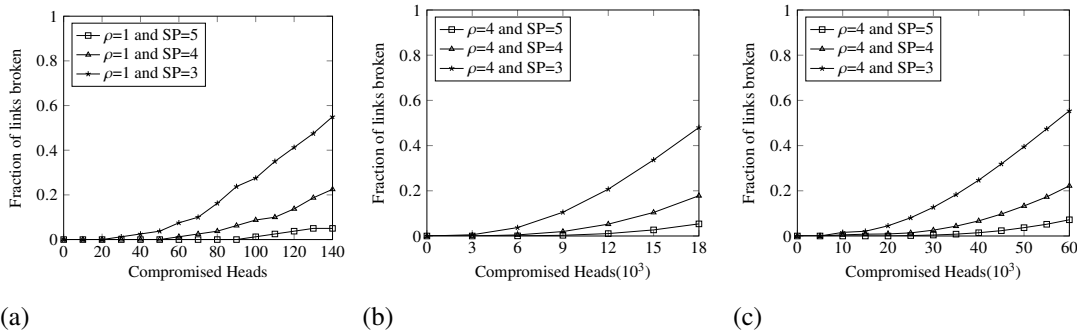 1
0.8
0.6
0.4
0.2
0
Fraction of links broken
ρ=1 and SP=5
ρ=1 and SP=4
ρ=1 and SP=3
0 20 40 60 80 100 120 140
Compromised Heads
(a)
1
0.8
0.6
0.4
0.2
0
Fraction of links broken
ρ=4 and SP=5
ρ=4 and SP=4
ρ=4 and SP=3
0 3 6 9 12 15 18
Compromised Heads(10³)
(b)
1
0.8
0.6
0.4
0.2
0
Fraction of links broken
ρ=4 and SP=5
ρ=4 and SP=4
ρ=4 and SP=3
0 10 20 30 40 50 60
Compromised Heads(10³)
(c)